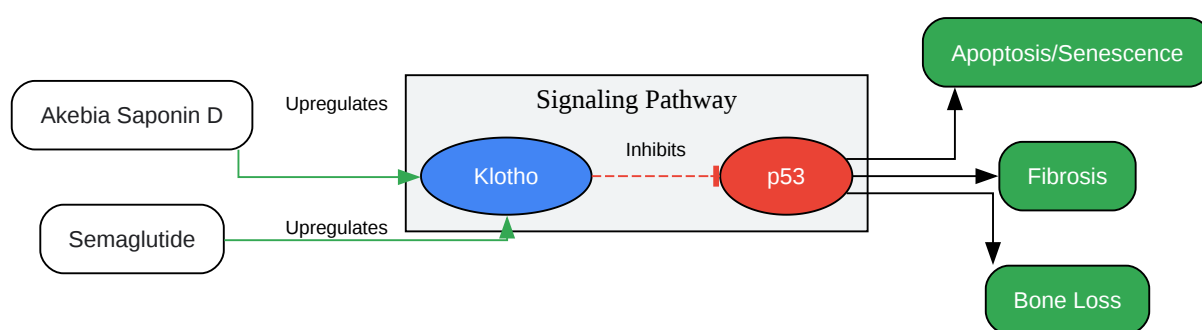 Apoptosis/Senescence
Signaling Pathway
Akebia Saponin D
Upregulates
Inhibits
Klotho
p53
Fibrosis
Semaglutide
Upregulates
Bone Loss